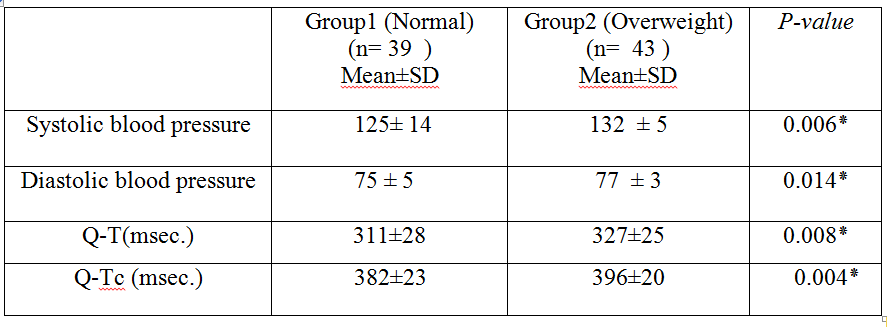 Group1 (Normal) Group2 (Overweight) P-value
(n= 39  ) (n=  43 )
Mean±SD Mean±SD
Systolic blood pressure 125± 14 132  ± 5 0.006*
Diastolic blood pressure 75 ± 5 77  ± 3 0.014*
Q-T(msec.) 311±28 327±25 0.008*
Q-Tc (msec.) 382±23 396±20 0.004*